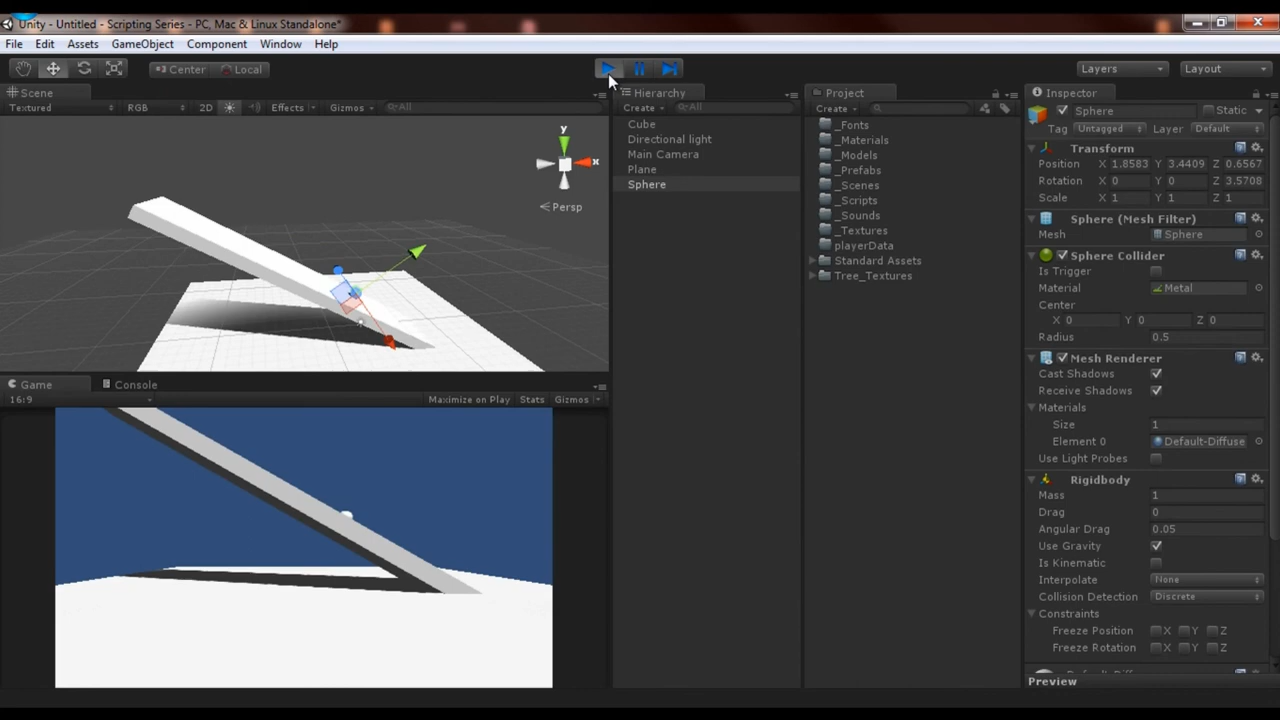 Unity - Untitled - Scripting Series - PC, Mac & Linux Standalone*
File Edit Assets GameObject Component Window Help
Center Local Layers Layout
Scene
Textured RGB 2D Effects Gizmos All
y
x
Persp
Game Console
16:9 Maximize on Play Stats Gizmos
Hierarchy
Create All
Cube
Directional light
Main Camera
Plane
Sphere
Project
Create
_Fonts
_Materials
_Models
_Prefabs
_Scenes
_Scripts
_Sounds
_Textures
playerData
Standard Assets
Tree_Textures
Inspector
Sphere Static
Tag Untagged Layer Default
Transform
Position X 1.8583 Y 3.4409 Z 0.6567
Rotation X 0 Y 0 Z 3.5708
Scale X 1 Y 1 Z 1
Sphere (Mesh Filter)
Mesh Sphere
Sphere Collider
Is Trigger
Material Metal
Center
X 0 Y 0 Z 0
Radius 0.5
Mesh Renderer
Cast Shadows
Receive Shadows
Materials
Size 1
Element 0 Default-Diffuse
Use Light Probes
Rigidbody
Mass 1
Drag 0
Angular Drag 0.05
Use Gravity
Is Kinematic
Interpolate None
Collision Detection Discrete
Constraints
Freeze Position X Y Z
Freeze Rotation X Y Z
Preview